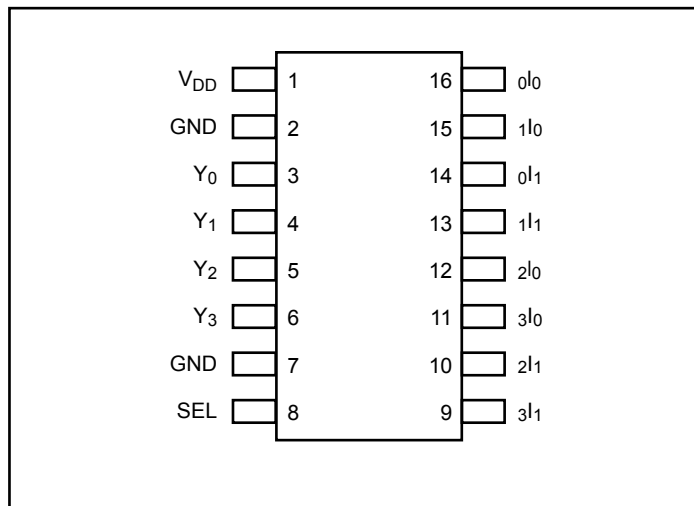 V_DD 1 16 ₀I₀
GND 2 15 ₁I₀
Y₀ 3 14 ₀I₁
Y₁ 4 13 ₁I₁
Y₂ 5 12 ₂I₀
Y₃ 6 11 ₃I₀
GND 7 10 ₂I₁
SEL 8 9 ₃I₁